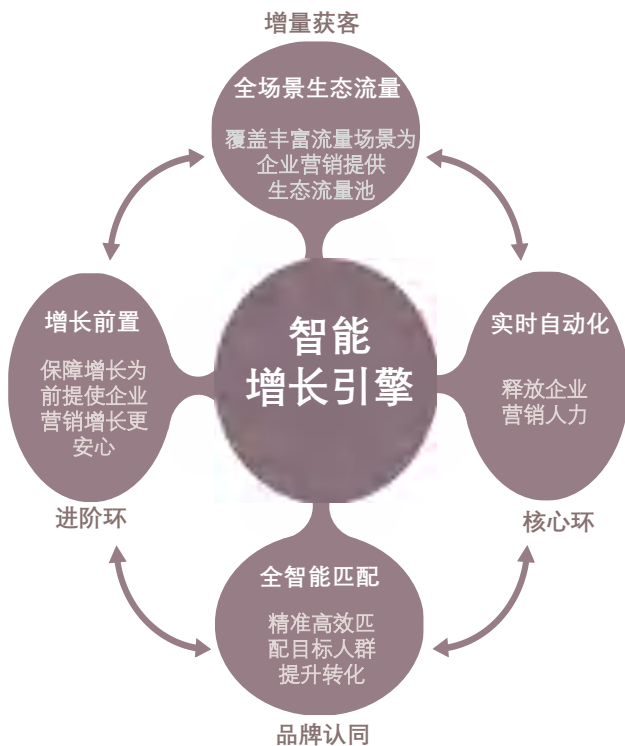 增量获客
全场景生态流量
覆盖丰富流量场景为
企业营销提供
生态流量池
增长前置
保障增长为
前提使企业
营销增长更
安心
进阶环
智能
增长引擎
实时自动化
释放企业
营销人力
核心环
全智能匹配
精准高效匹
配目标人群
提升转化
品牌认同